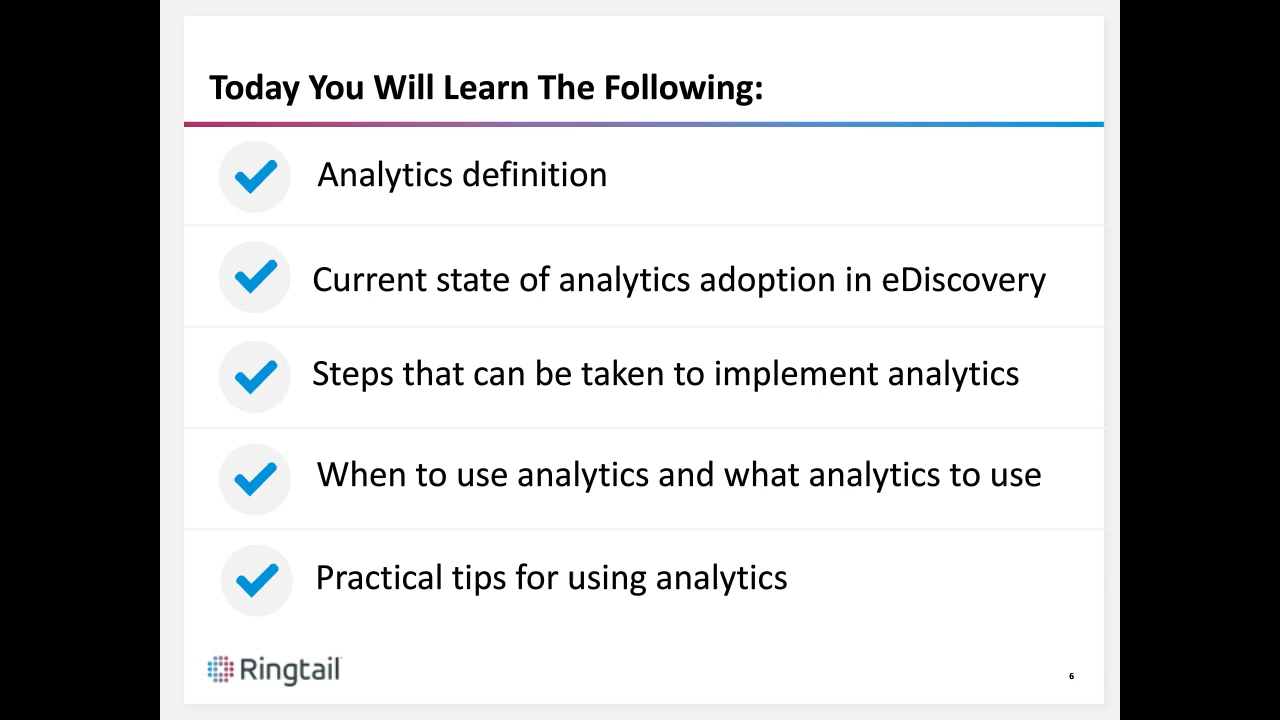 Today You Will Learn The Following:
Analytics definition
Current state of analytics adoption in eDiscovery
Steps that can be taken to implement analytics
When to use analytics and what analytics to use
Practical tips for using analytics
Ringtail
6